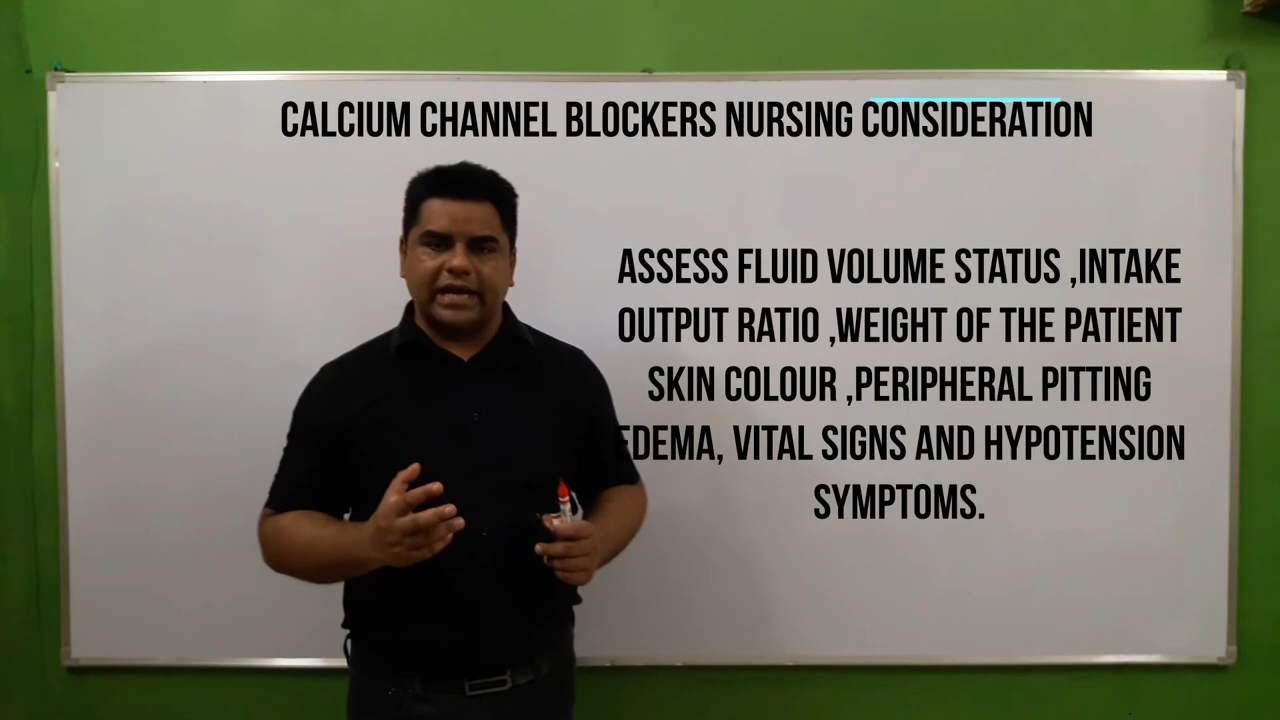 CALCIUM CHANNEL BLOCKERS NURSING CONSIDERATION
ASSESS FLUID VOLUME STATUS ,INTAKE
OUTPUT RATIO ,WEIGHT OF THE PATIENT
SKIN COLOUR ,PERIPHERAL PITTING
EDEMA, VITAL SIGNS AND HYPOTENSION
SYMPTOMS.